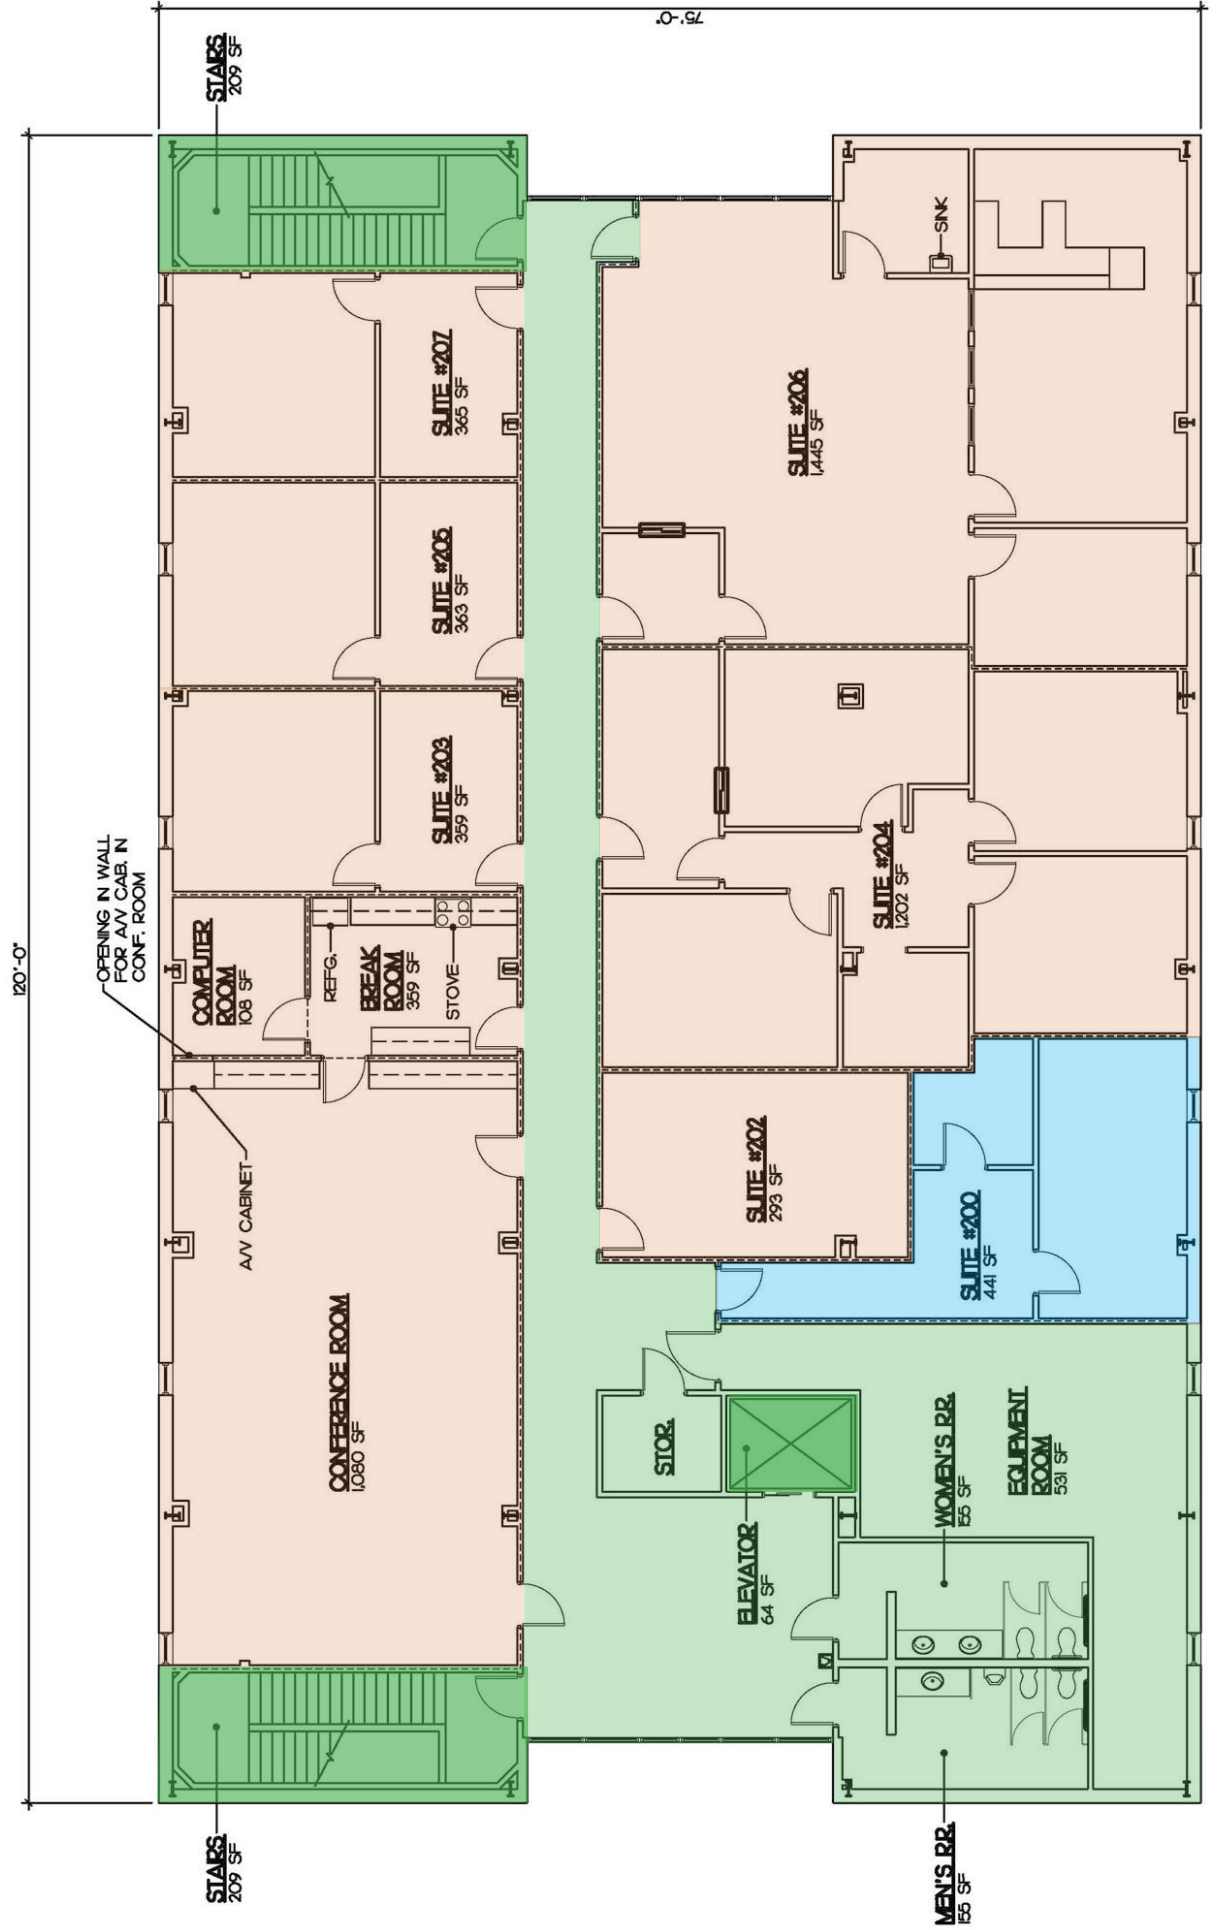 120'-0"
75'-0"
STAIRS
209 SF
OPENING IN WALL
FOR A/V CAB. IN
CONF. ROOM
A/V CABINET
CONFERENCE ROOM
1,080 SF
COMPUTER
ROOM
108 SF
REFG.
BREAK
ROOM
359 SF
STOVE
SUITE #203
359 SF
SUITE #205
363 SF
SUITE #207
365 SF
STAIRS
209 SF
STOR.
ELEVATOR
64 SF
SUITE #202
293 SF
SUITE #204
1,202 SF
SUITE #206
1,445 SF
SINK
SUITE #200
441 SF
WOMEN'S R.R.
155 SF
EQUIPMENT
ROOM
531 SF
MEN'S R.R.
155 SF